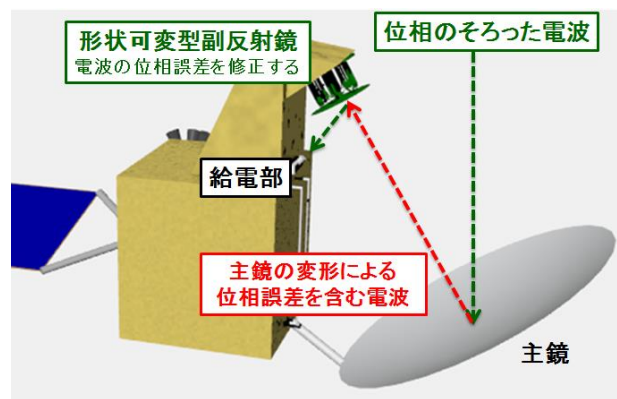 形状可変型副反射鏡
電波の位相誤差を修正する
位相のそろった電波
給電部
主鏡の変形による
位相誤差を含む電波
主鏡